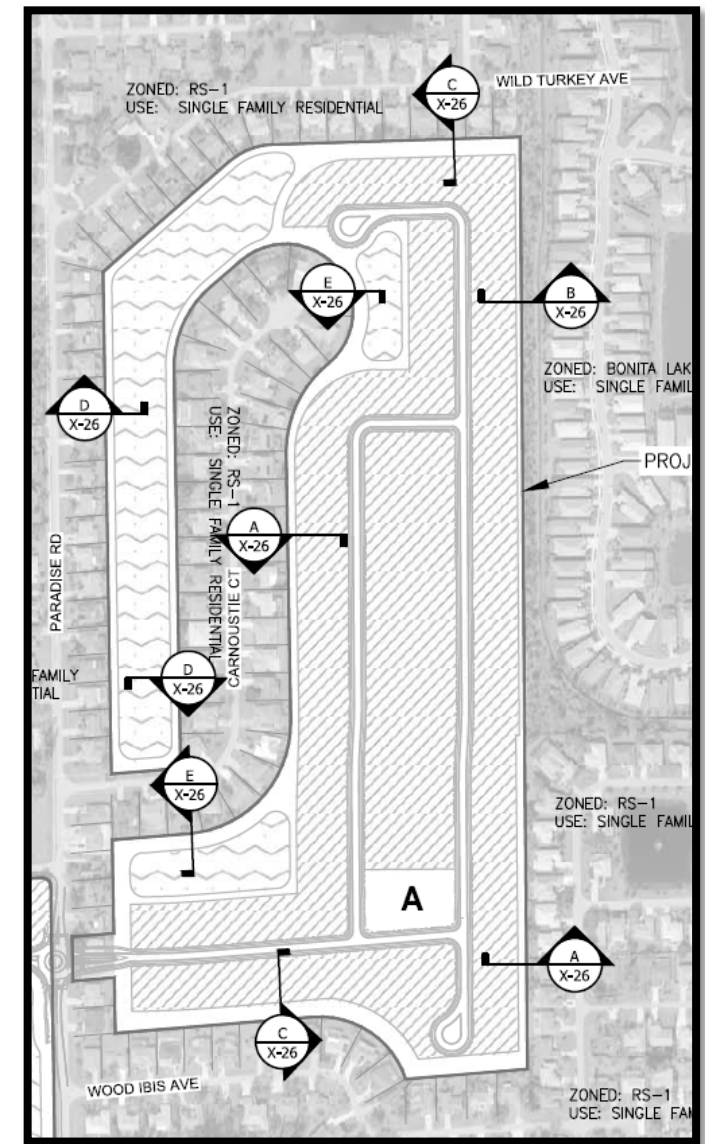 ZONED: RS-1
USE: SINGLE FAMILY RESIDENTIAL
C
X-26
WILD TURKEY AVE
E
X-26
B
X-26
ZONED: BONITA LAK
USE: SINGLE FAMIL
D
X-26
ZONED: RS-1
USE: SINGLE FAMILY RESIDENTIAL
PROJ
A
X-26
PARADISE RD
CARNOUSTIE CT
FAMILY
TIAL
D
X-26
E
X-26
ZONED: RS-1
USE: SINGLE FAMIL
A
A
X-26
C
X-26
WOOD IBIS AVE
ZONED: RS-1
USE: SINGLE FAM